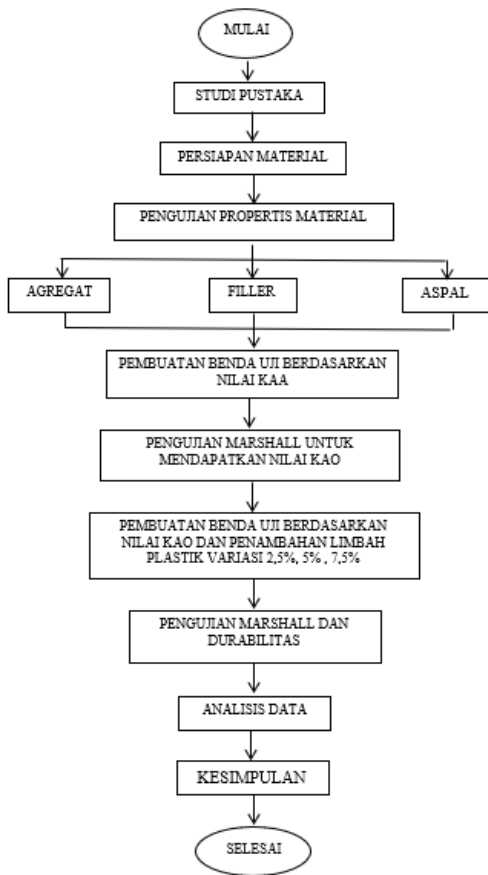 MULAI
STUDI PUSTAKA
PERSIAPAN MATERIAL
PENGUJIAN PROPERTIS MATERIAL
AGREGAT
FILLER
ASPAL
PEMBUATAN BENDA UJI BERDASARKAN
NILAI KAA
PENGUJIAN MARSHALL UNTUK
MENDAPATKAN NILAI KAO
PEMBUATAN BENDA UJI BERDASARKAN
NILAI KAO DAN PENAMBAHAN LIMBAH
PLASTIK VARIASI 2,5%, 5% , 7,5%
PENGUJIAN MARSHALL DAN
DURABILITAS
ANALISIS DATA
KESIMPULAN
SELESAI